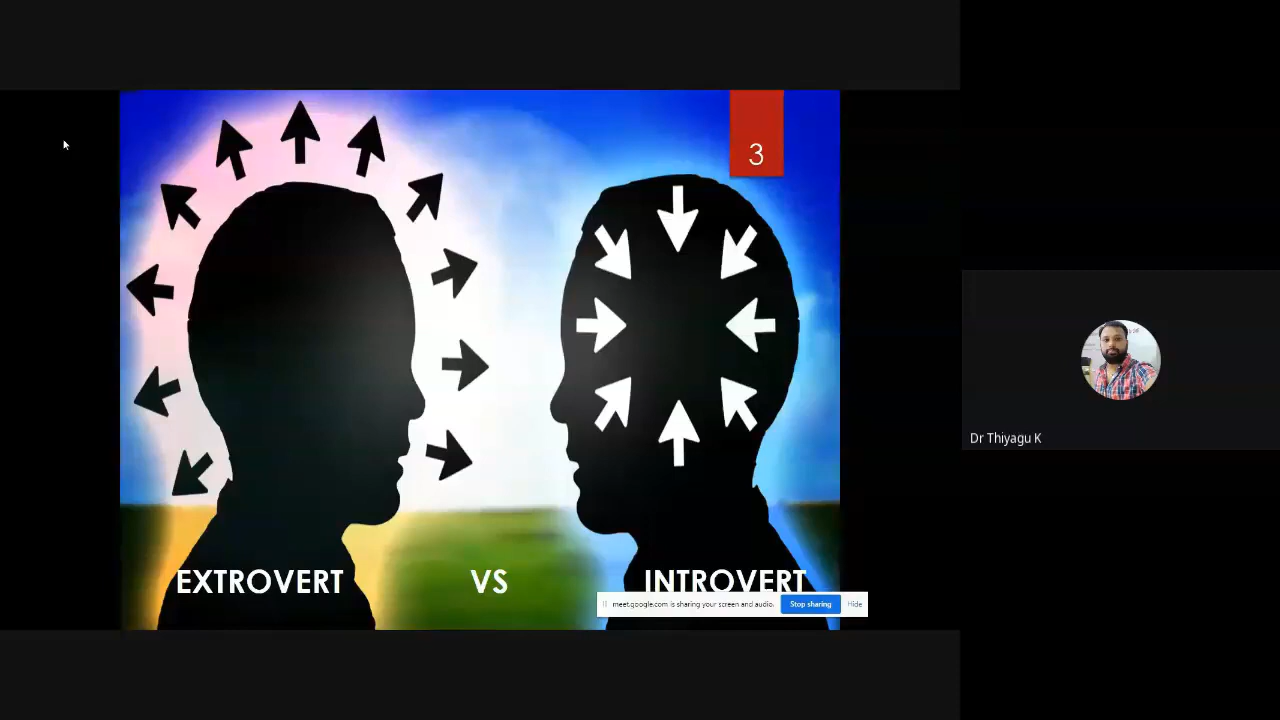 3
EXTROVERT VS INTROVERT
meet.google.com is sharing your screen and audio. Stop sharing Hide
Dr Thiyagu K